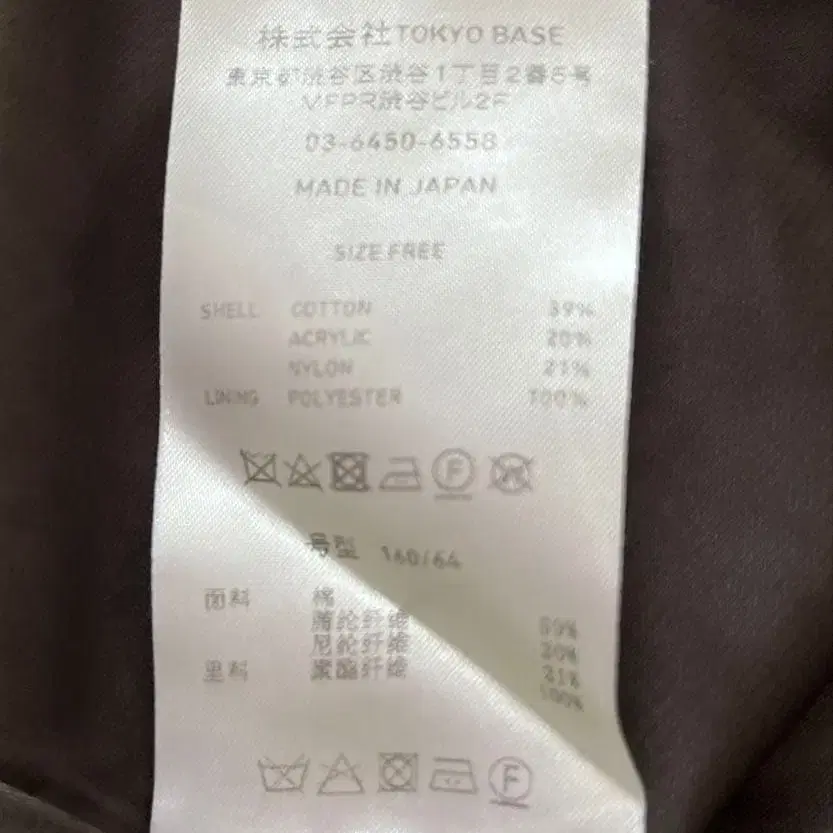 株式会社TOKYO BASE
東京都渋谷区渋谷1丁目2番5号
MFPR渋谷ビル2F
03-6450-6558
MADE IN JAPAN
SIZE FREE
SHELL COTTON 59%
ACRYLIC 20%
NYLON 21%
LINING POLYESTER 100%
F W
号型 160/64
面料 棉 59%
腈纶纤维 20%
尼纶纤维 21%
里料 聚酯纤维 100%
F